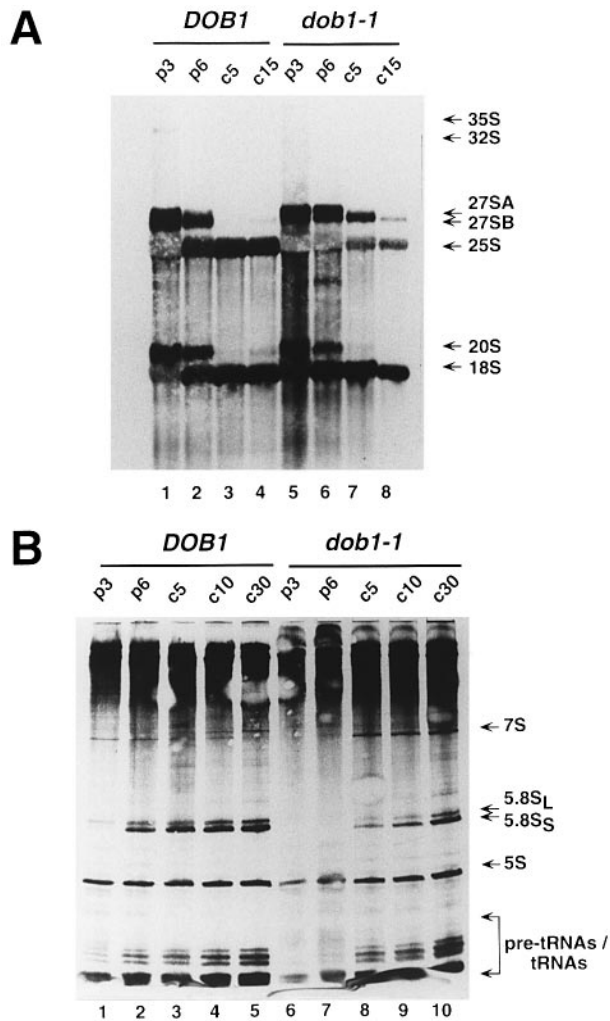 A
DOB1 dob1-1
p3 p6 c5 c15 p3 p6 c5 c15
← 35S
← 32S
← 27SA
← 27SB
← 25S
← 20S
← 18S
1 2 3 4 5 6 7 8
B
DOB1 dob1-1
p3 p6 c5 c10 c30 p3 p6 c5 c10 c30
← 7S
← 5.8SL
← 5.8SS
← 5S
pre-tRNAs /
tRNAs
1 2 3 4 5 6 7 8 9 10